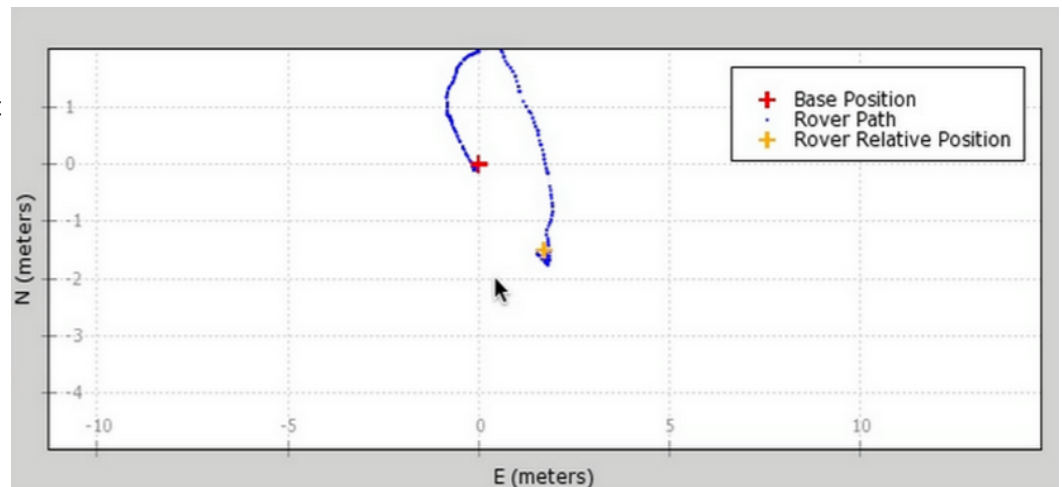 Base Position
Rover Path
Rover Relative Position
1
0
-1
-2
-3
-4
N (meters)
-10
-5
0
5
10
E (meters)